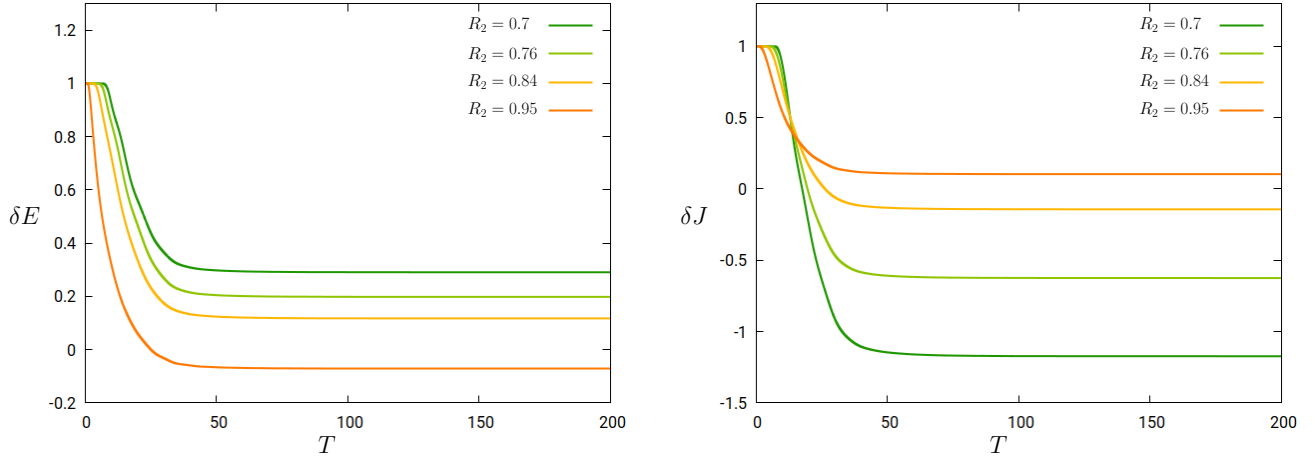 1.2
1
0.8
0.6
0.4
0.2
0
-0.2
δE
0 50 100 150 200
T
R₂ = 0.7
R₂ = 0.76
R₂ = 0.84
R₂ = 0.95
1
0.5
0
-0.5
-1
-1.5
δJ
0 50 100 150 200
T
R₂ = 0.7
R₂ = 0.76
R₂ = 0.84
R₂ = 0.95